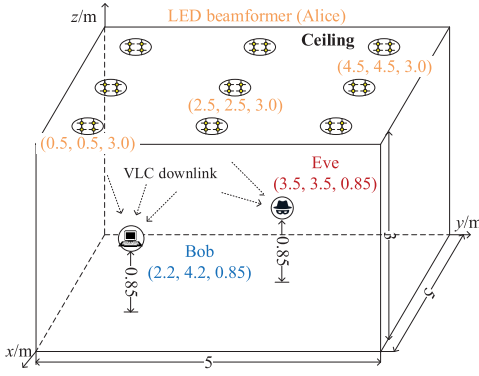 z/m
LED beamformer (Alice)
Ceiling
(4.5, 4.5, 3.0)
(2.5, 2.5, 3.0)
(0.5, 0.5, 3.0)
Eve
(3.5, 3.5, 0.85)
VLC downlink
y/m
Bob
(2.2, 4.2, 0.85)
0.85
0.85
3
5
x/m
5